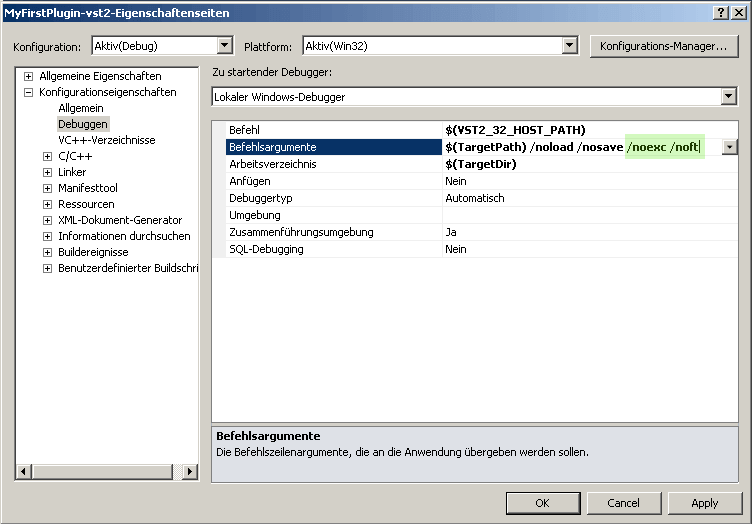 MyFirstPlugin-vst2-Eigenschaftenseiten
Konfiguration: Aktiv(Debug) Plattform: Aktiv(Win32) Konfigurations-Manager...
Allgemeine Eigenschaften
Konfigurationseigenschaften
Allgemein
Debuggen
VC++-Verzeichnisse
C/C++
Linker
Manifesttool
Ressourcen
XML-Dokument-Generator
Informationen durchsuchen
Buildereignisse
Benutzerdefinierter Buildschri
Zu startender Debugger:
Lokaler Windows-Debugger
Befehl $(VST2_32_HOST_PATH)
Befehlsargumente $(TargetPath) /noload /nosave /noexc /noft
Arbeitsverzeichnis $(TargetDir)
Anfügen Nein
Debuggertyp Automatisch
Umgebung
Zusammenführungsumgebung Ja
SQL-Debugging Nein
Befehlsargumente
Die Befehlszeilenargumente, die an die Anwendung übergeben werden sollen.
OK Cancel Apply